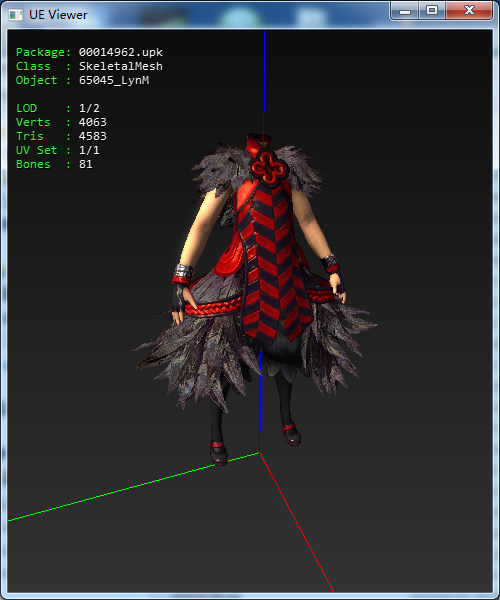 UE Viewer
Package: 00014962.upk
Class : SkeletalMesh
Object : 65045_LynM
LOD : 1/2
Verts : 4063
Tris : 4583
UV Set : 1/1
Bones : 81